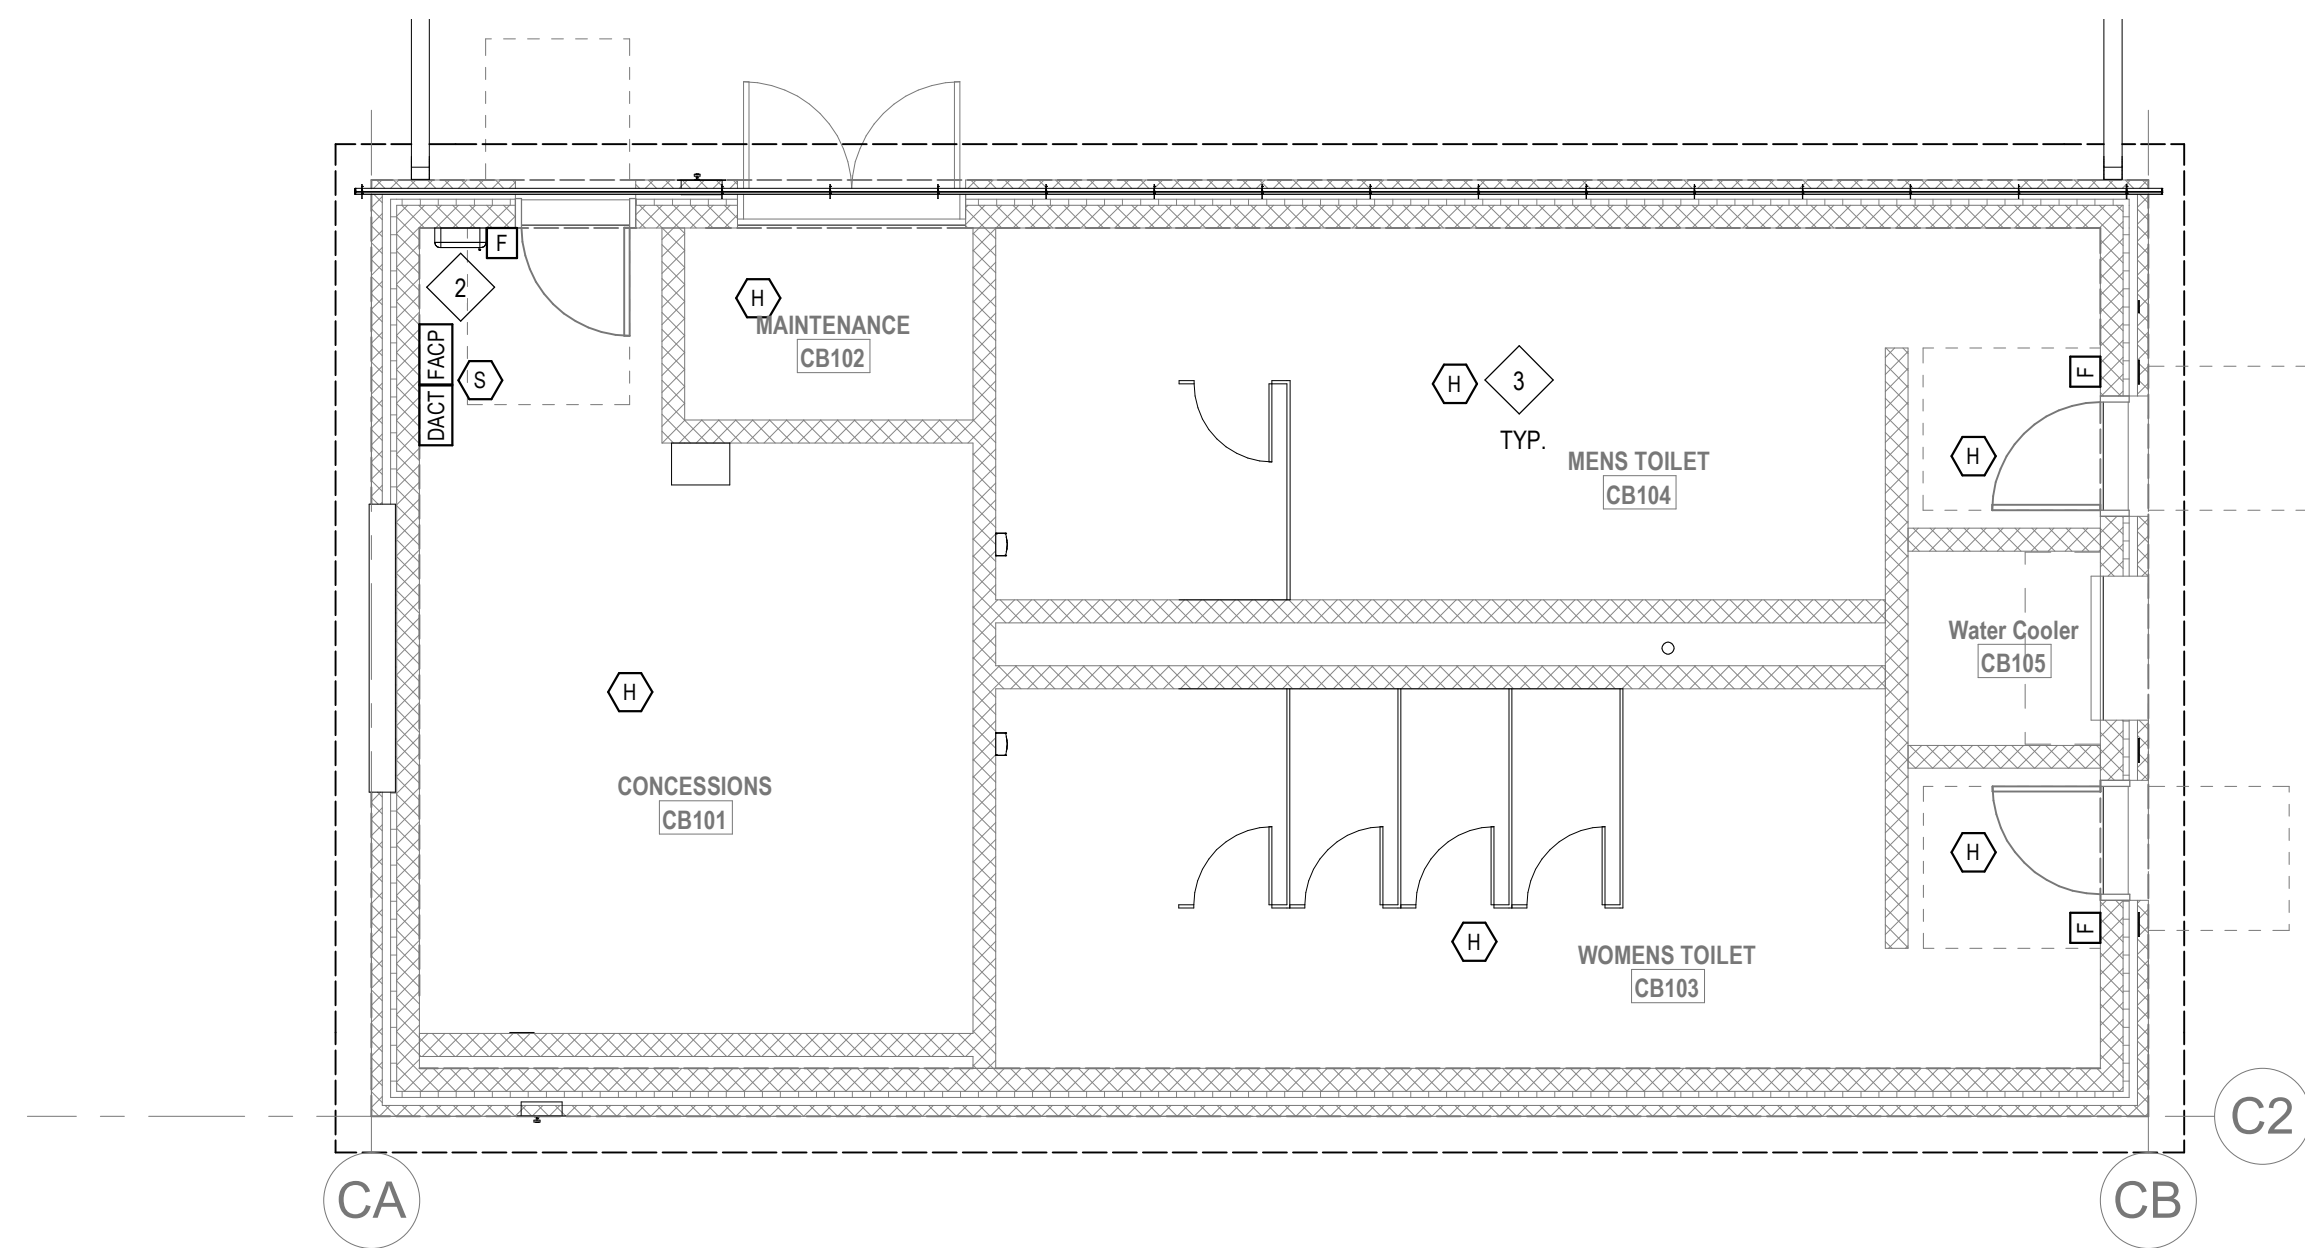 F
2
H
MAINTENANCE
CB102
FACP
S
DACT
H
3
TYP.
F
H
MENS TOILET
CB104
Water Cooler
CB105
H
CONCESSIONS
CB101
H
H
F
WOMENS TOILET
CB103
C2
CA
CB